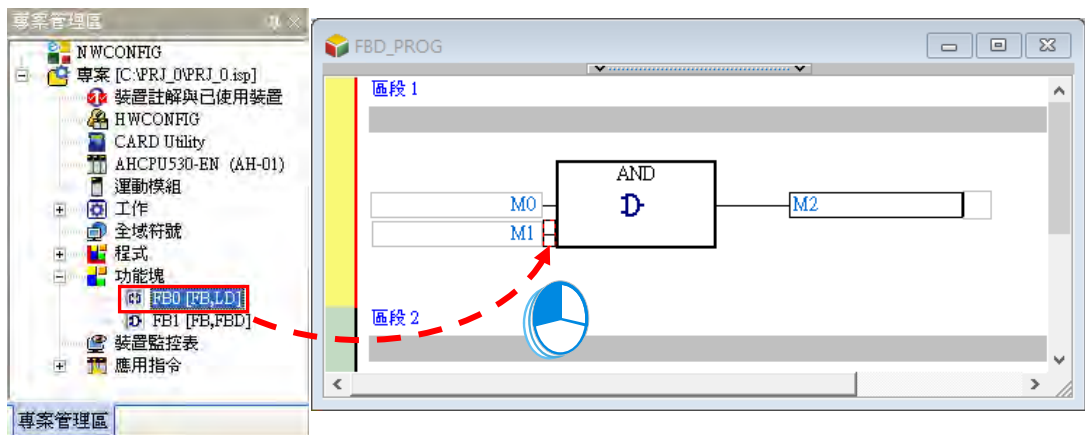 專案管理區
NWCONFIG
專案 [C:\PRJ_0\PRJ_0.isp]
裝置註解與已使用裝置
HWCONFIG
CARD Utility
AHCPU530-EN (AH-01)
運動模組
工作
全域符號
程式
功能塊
FB0 [FB,LD]
FB1 [FB,FBD]
裝置監控表
應用指令
專案管理區
FBD_PROG
區段 1
AND
M0
M2
M1
區段 2